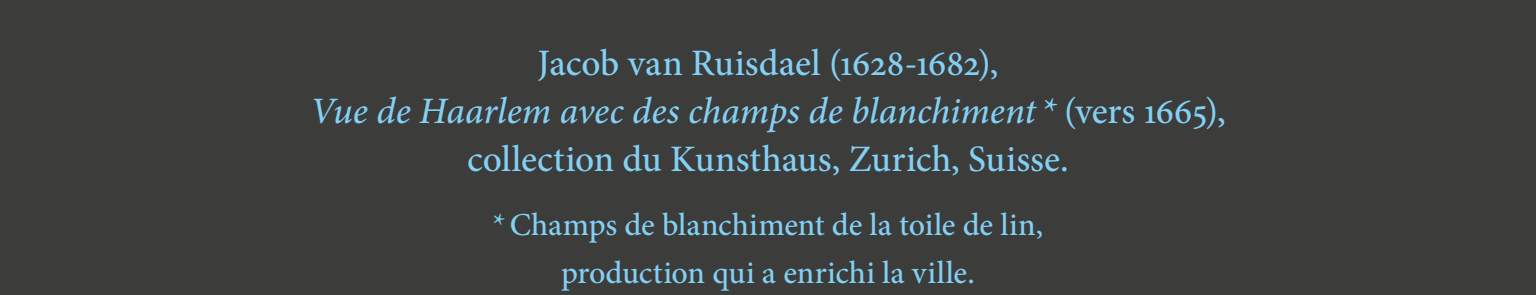 Jacob van Ruisdael (1628-1682),
Vue de Haarlem avec des champs de blanchiment * (vers 1665),
collection du Kunsthaus, Zurich, Suisse.
* Champs de blanchiment de la toile de lin,
production qui a enrichi la ville.